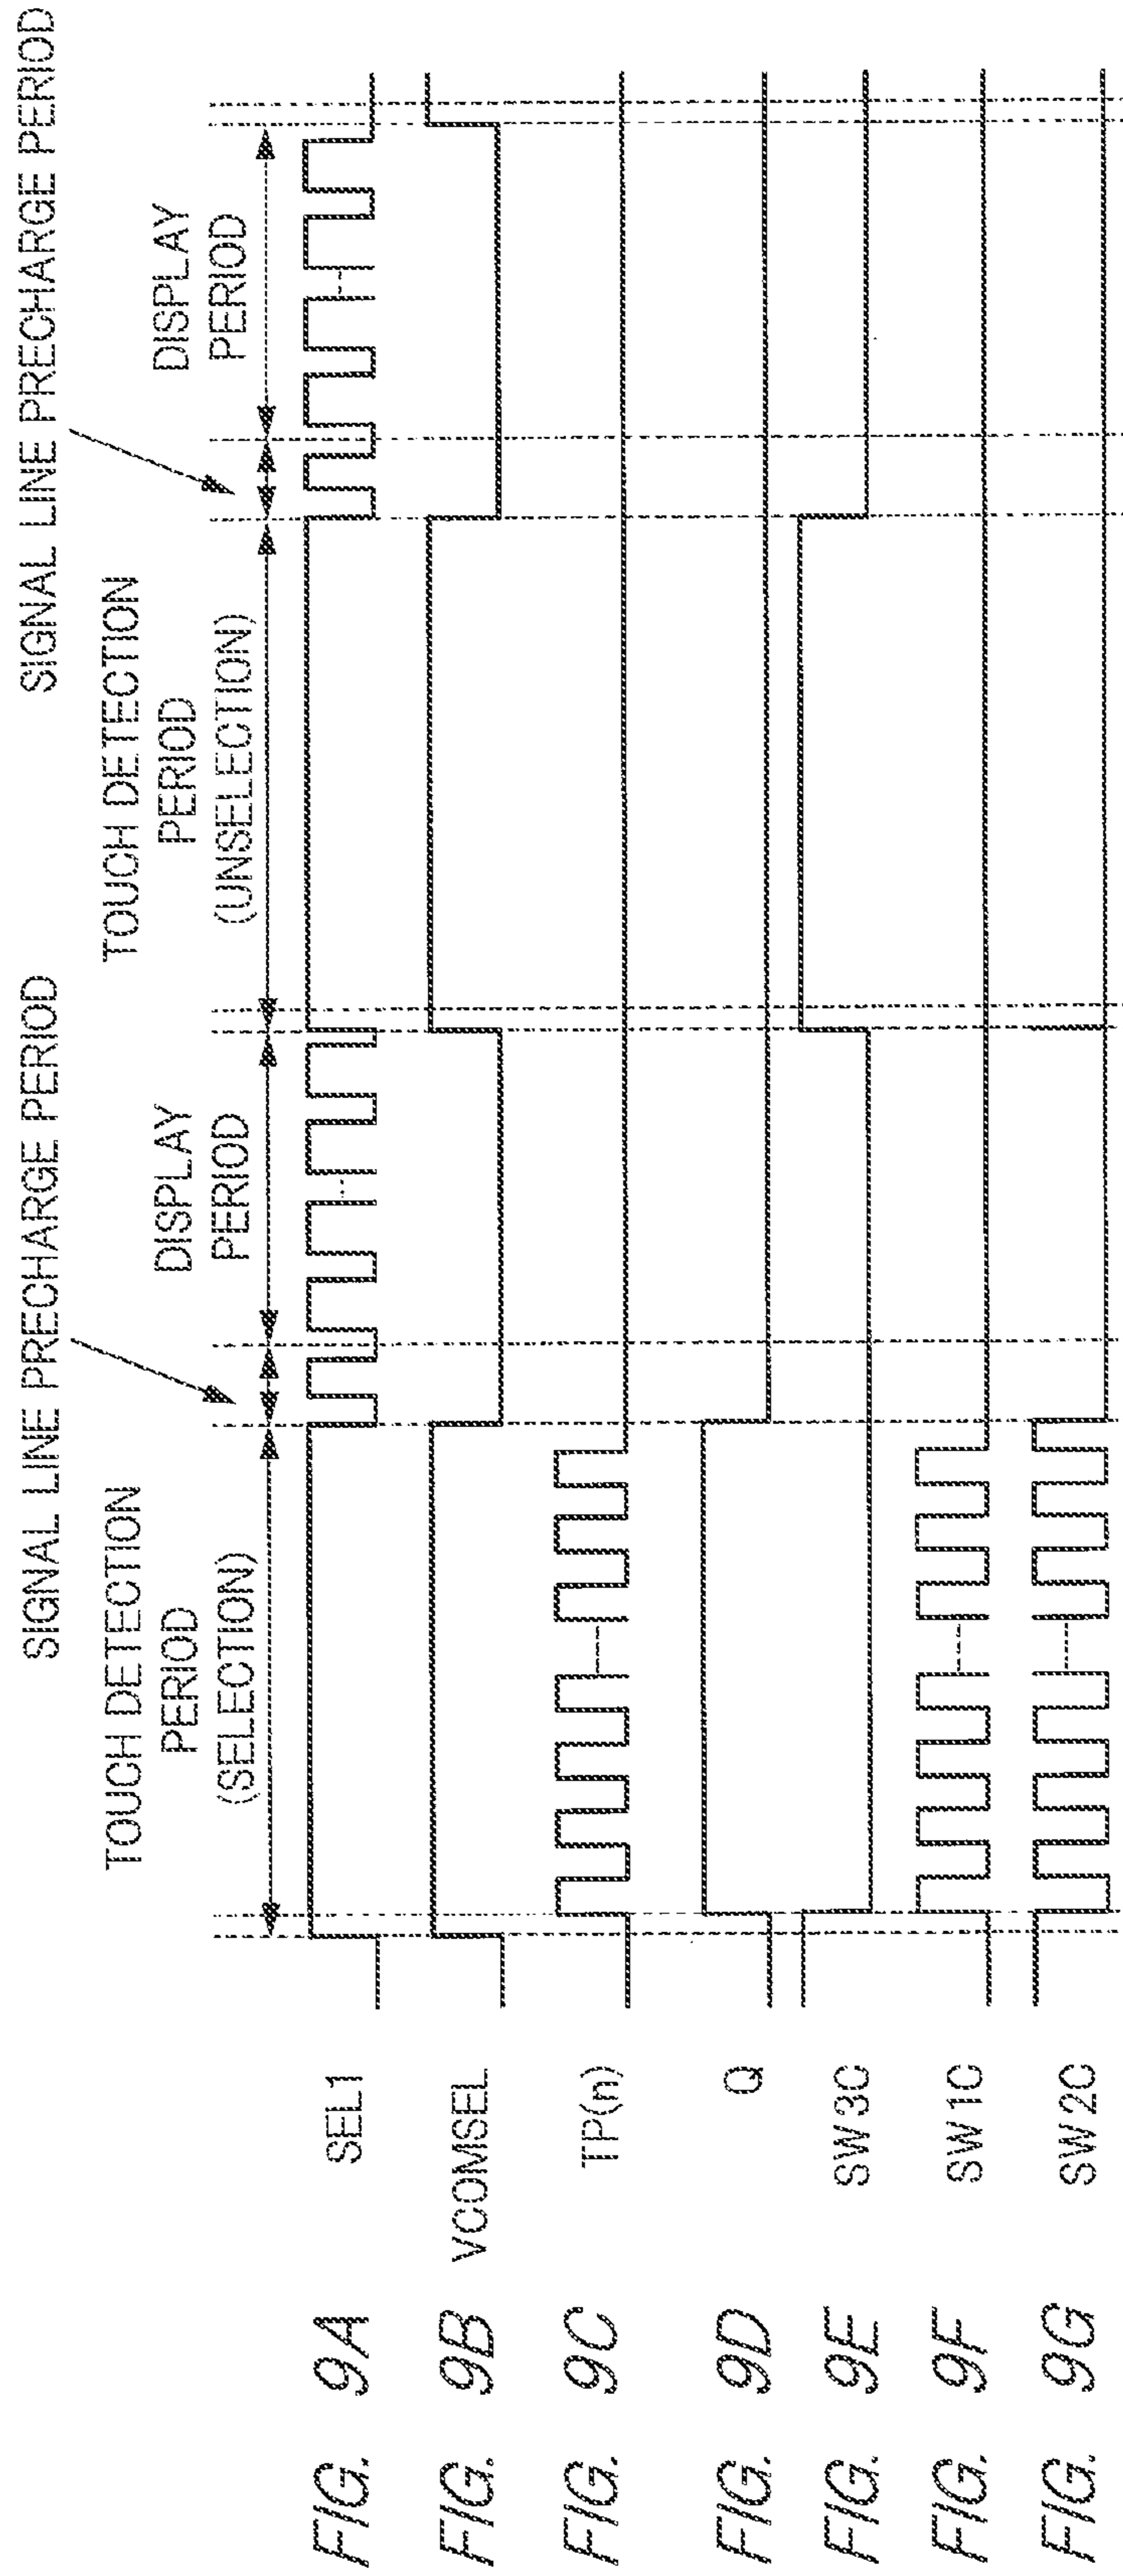 SIGNAL LINE PRECHARGE PERIOD
SIGNAL LINE PRECHARGE PERIOD
TOUCH DETECTION
PERIOD
(SELECTION)
DISPLAY
PERIOD
TOUCH DETECTION
PERIOD
(UNSELECTION)
DISPLAY
PERIOD
FIG. 9A SEL1
FIG. 9B VCOMSEL
FIG. 9C TP(n)
FIG. 9D Q
FIG. 9E SW3C
FIG. 9F SW1C
FIG. 9G SW2C